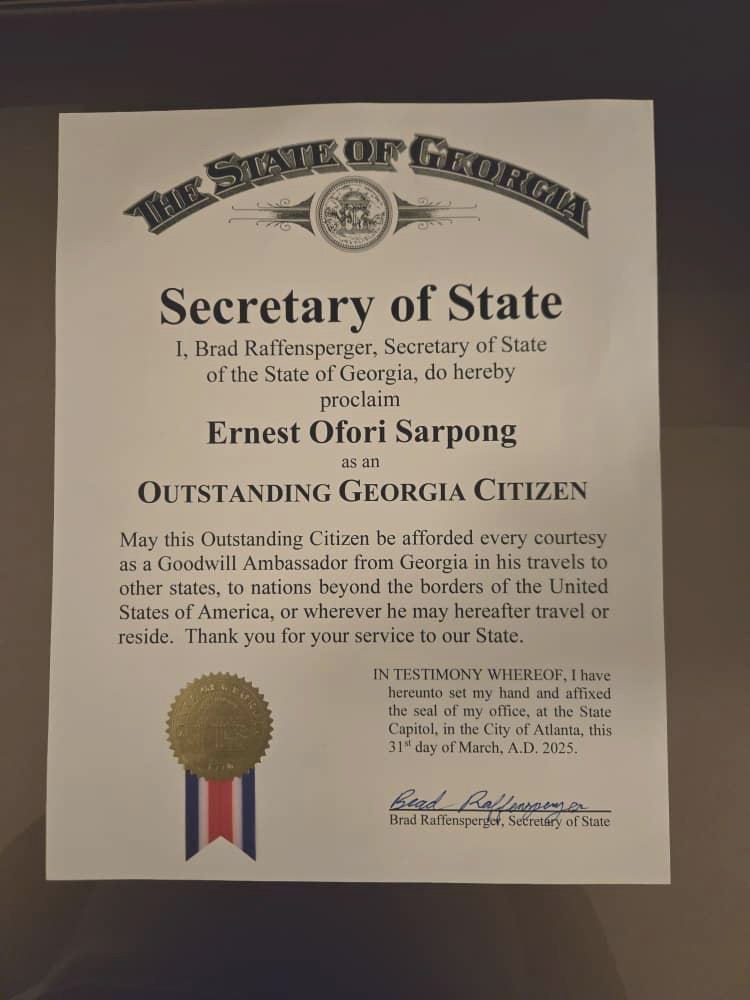 THE STATE OF GEORGIA
Secretary of State
I, Brad Raffensperger, Secretary of State
of the State of Georgia, do hereby
proclaim
Ernest Ofori Sarpong
as an
OUTSTANDING GEORGIA CITIZEN
May this Outstanding Citizen be afforded every courtesy
as a Goodwill Ambassador from Georgia in his travels to
other states, to nations beyond the borders of the United
States of America, or wherever he may hereafter travel or
reside. Thank you for your service to our State.
IN TESTIMONY WHEREOF, I have
hereunto set my hand and affixed
the seal of my office, at the State
Capitol, in the City of Atlanta, this
31st day of March, A.D. 2025.
Brad Raffensperger
Brad Raffensperger, Secretary of State